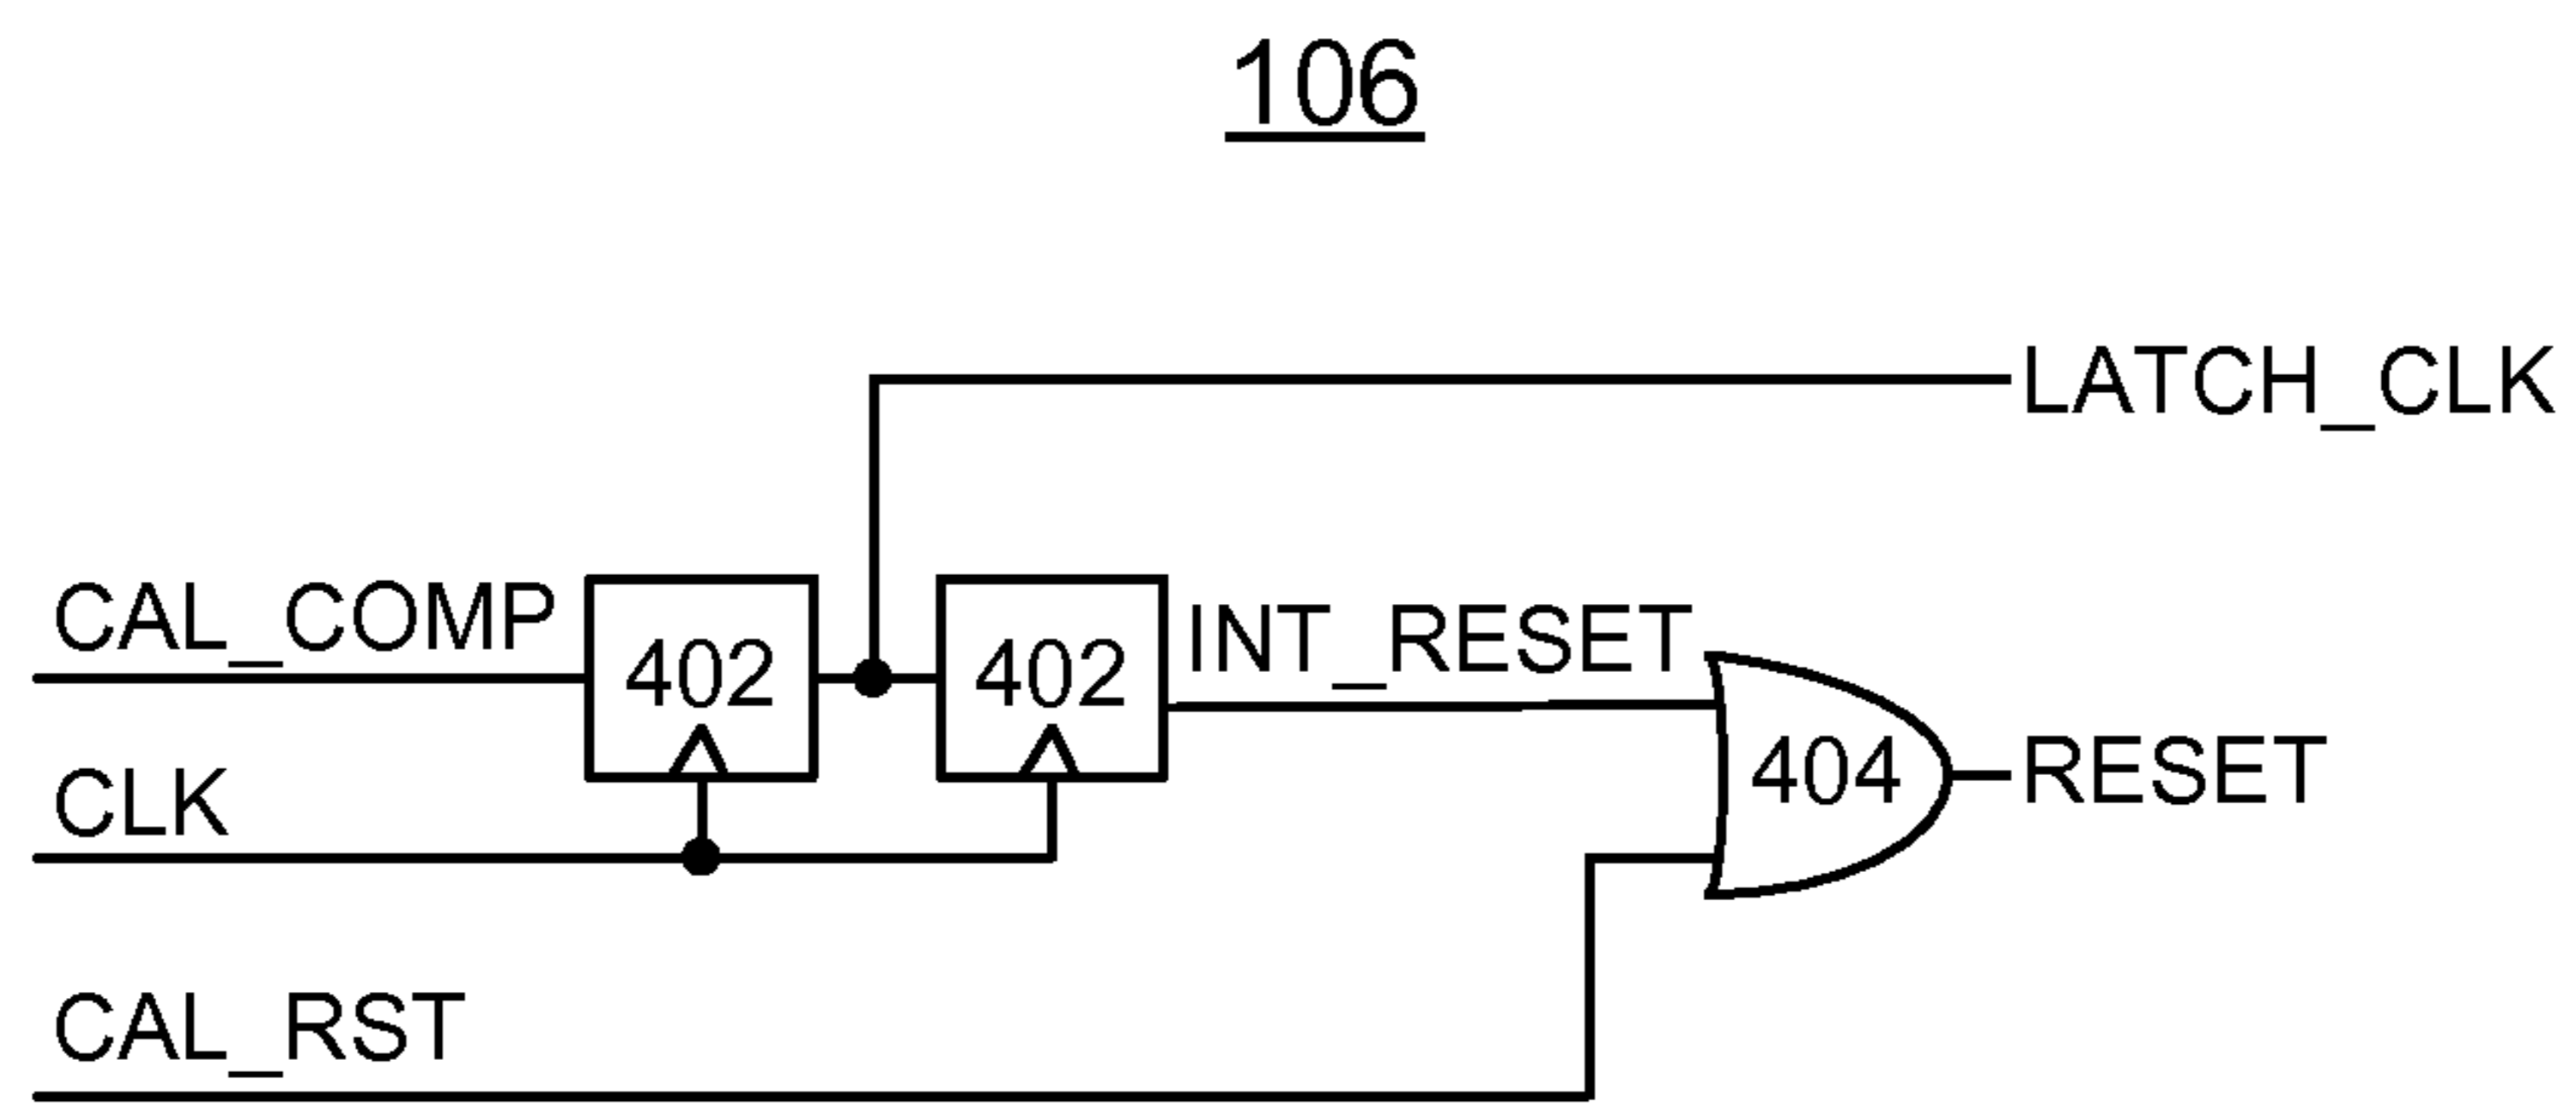 106
LATCH_CLK
CAL_COMP
402
402
INT_RESET
CLK
404
RESET
CAL_RST